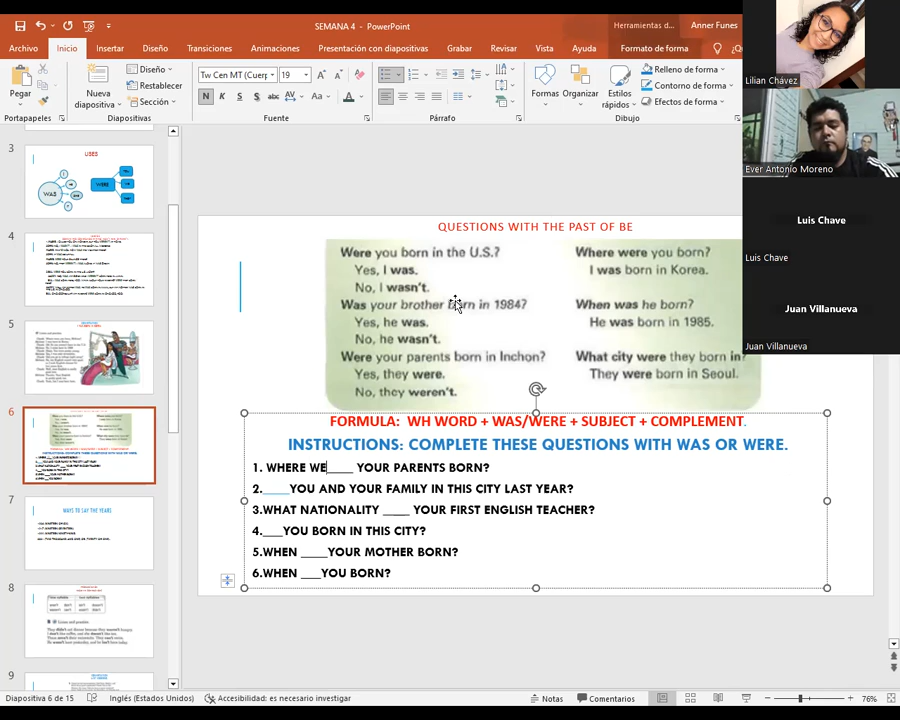 SEMANA 4 - PowerPoint
Herramientas d...
Anner Funes
Archivo
Inicio
Insertar
Diseño
Transiciones
Animaciones
Presentación con diapositivas
Grabar
Revisar
Vista
Ayuda
Formato de forma
¿Qu
Pegar
Nueva
diapositiva
Diseño
Restablecer
Sección
Tw Cen MT (Cuerp
19
N K S S abc AV Aa A
Formas
Organizar
Estilos
rápidos
Relleno de forma
Contorno de forma
Efectos de forma
Portapapeles
Diapositivas
Fuente
Párrafo
Dibujo
Lilian Chávez
Ever Antonio Moreno
Luis Chave
Luis Chave
Juan Villanueva
Juan Villanueva
3
USES
WAS
WERE
4
5
6
7
WAYS TO SAY THE YEARS
8
9
QUESTIONS WITH THE PAST OF BE
Were you born in the U.S.?
Yes, I was.
No, I wasn't.
Was your brother born in 1984?
Yes, he was.
No, he wasn't.
Were your parents born in Inchon?
Yes, they were.
No, they weren't.
Where were you born?
I was born in Korea.
When was he born?
He was born in 1985.
What city were they born in?
They were born in Seoul.
FORMULA: WH WORD + WAS/WERE + SUBJECT + COMPLEMENT.
INSTRUCTIONS: COMPLETE THESE QUESTIONS WITH WAS OR WERE.
1. WHERE WE____ YOUR PARENTS BORN?
2.____YOU AND YOUR FAMILY IN THIS CITY LAST YEAR?
3.WHAT NATIONALITY ____ YOUR FIRST ENGLISH TEACHER?
4.___YOU BORN IN THIS CITY?
5.WHEN ____YOUR MOTHER BORN?
6.WHEN ___YOU BORN?
Diapositiva 6 de 15
Inglés (Estados Unidos)
Accesibilidad: es necesario investigar
Notas
Comentarios
76%